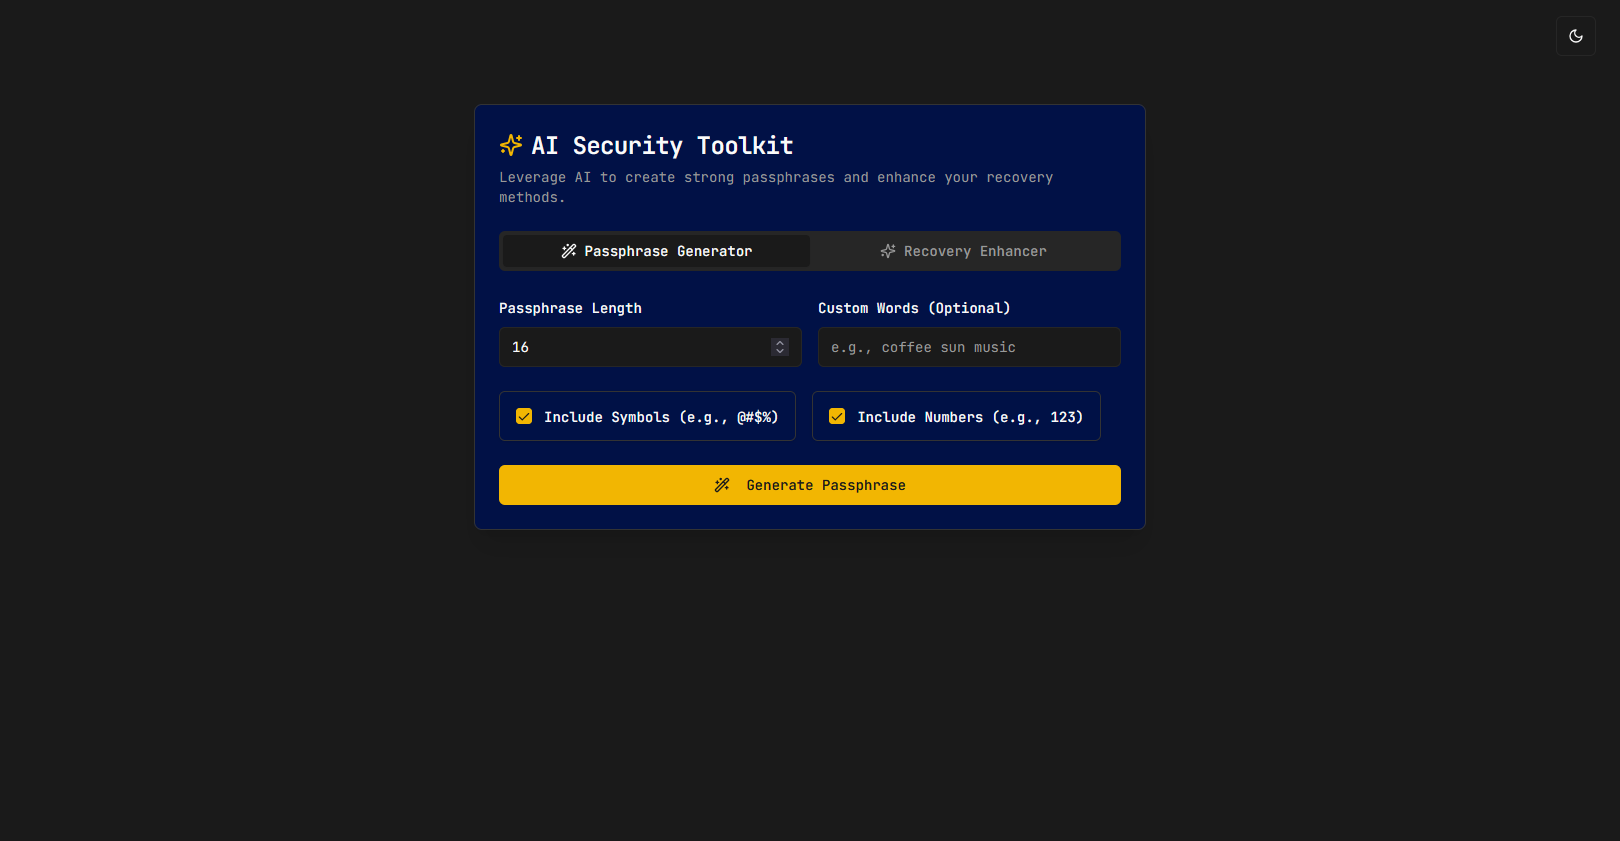 AI Security Toolkit
Leverage AI to create strong passphrases and enhance your recovery
methods.
Passphrase Generator
Recovery Enhancer
Passphrase Length
Custom Words (Optional)
16
e.g., coffee sun music
Include Symbols (e.g., @#$%)
Include Numbers (e.g., 123)
Generate Passphrase